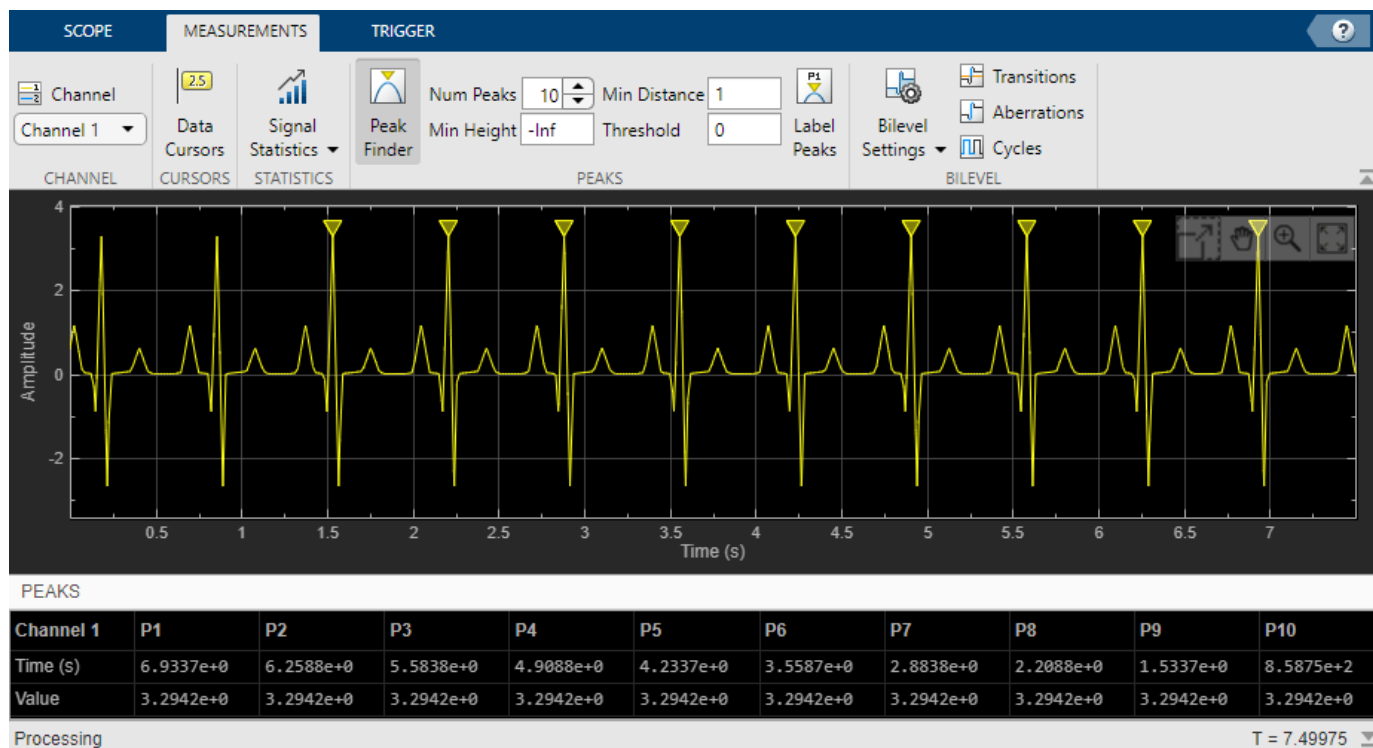 SCOPE MEASUREMENTS TRIGGER ?
Channel
Channel 1
CHANNEL
2.5
Data
Cursors
CURSORS
Signal
Statistics
STATISTICS
Peak
Finder
Num Peaks 10 Min Distance 1
Min Height -Inf Threshold 0
P1
Label
Peaks
PEAKS
Bilevel
Settings
Transitions
Aberrations
Cycles
BILEVEL
Amplitude
4
2
0
-2
0.5 1 1.5 2 2.5 3 3.5 4 4.5 5 5.5 6 6.5 7
Time (s)
PEAKS
Channel 1 P1 P2 P3 P4 P5 P6 P7 P8 P9 P10
Time (s) 6.9337e+0 6.2588e+0 5.5838e+0 4.9088e+0 4.2337e+0 3.5587e+0 2.8838e+0 2.2088e+0 1.5337e+0 8.5875e+2
Value 3.2942e+0 3.2942e+0 3.2942e+0 3.2942e+0 3.2942e+0 3.2942e+0 3.2942e+0 3.2942e+0 3.2942e+0 3.2942e+0
Processing T = 7.49975